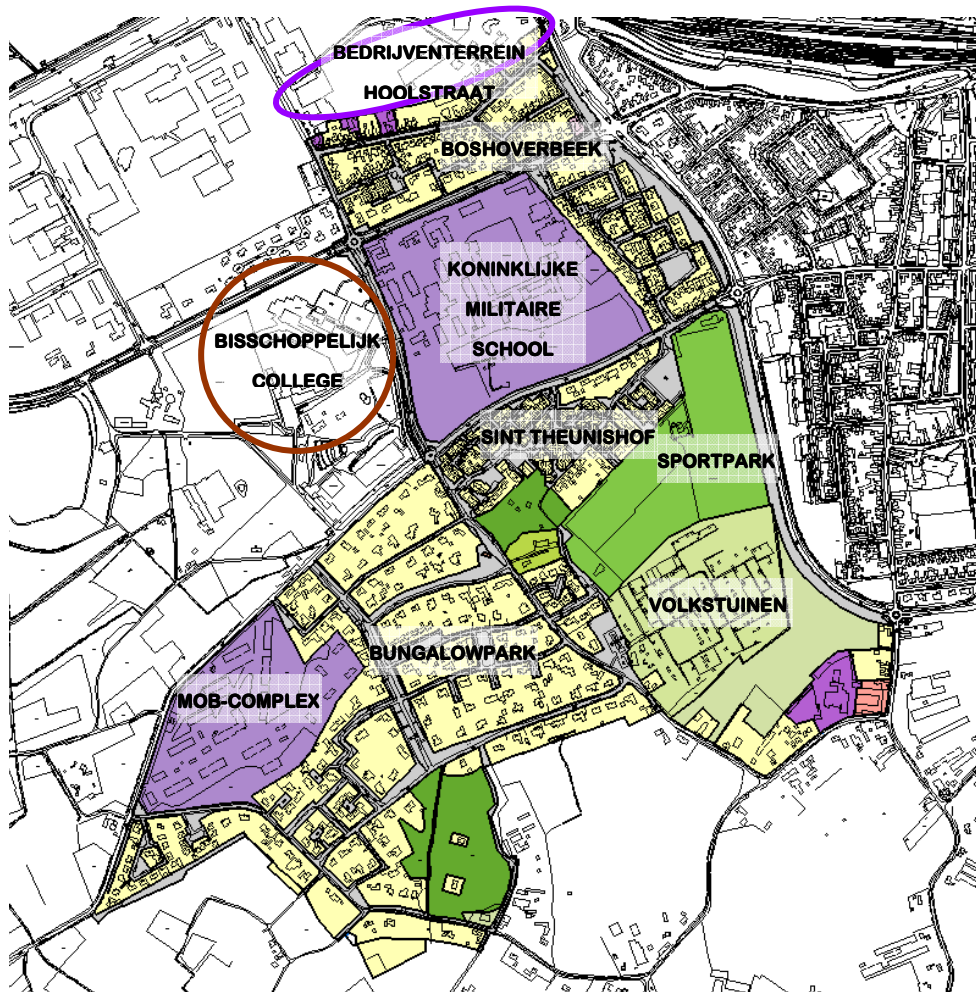 BEDRIJVENTERREIN
HOOLSTRAAT
BOSHOVERBEEK
KONINKLIJKE
MILITAIRE
SCHOOL
BISSCHOPPELIJK
COLLEGE
SINT THEUNISHOF
SPORTPARK
VOLKSTUINEN
BUNGALOWPARK
MOB-COMPLEX